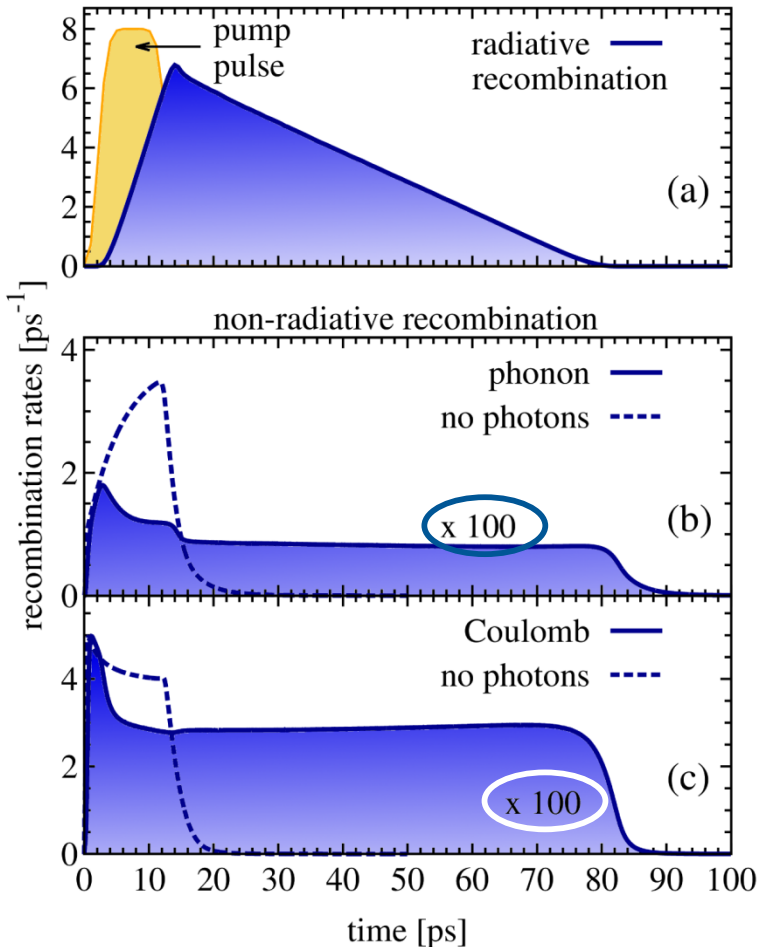 8
6
4
2
0
pump
pulse
radiative
recombination
(a)
recombination rates [ps⁻¹]
non-radiative recombination
4
2
0
phonon
no photons
x 100
(b)
4
2
0
Coulomb
no photons
x 100
(c)
0 10 20 30 40 50 60 70 80 90 100
time [ps]